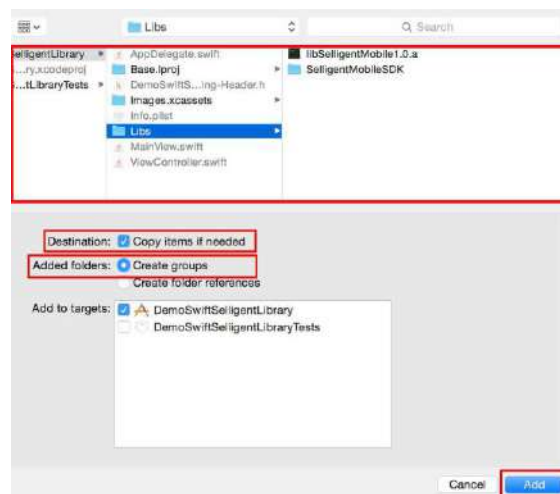 Libs
Search
elligentLibrary
AppDelegate.swift
libSelligentMobile1.0.a
...ry.xcodeproj
Base.lproj
SelligentMobileSDK
...tLibraryTests
DemoSwiftS...ing-Header.h
Images.xcassets
Info.plist
Libs
MainView.swift
ViewController.swift
Destination: Copy items if needed
Added folders: Create groups
Create folder references
Add to targets: DemoSwiftSelligentLibrary
DemoSwiftSelligentLibraryTests
Cancel
Add